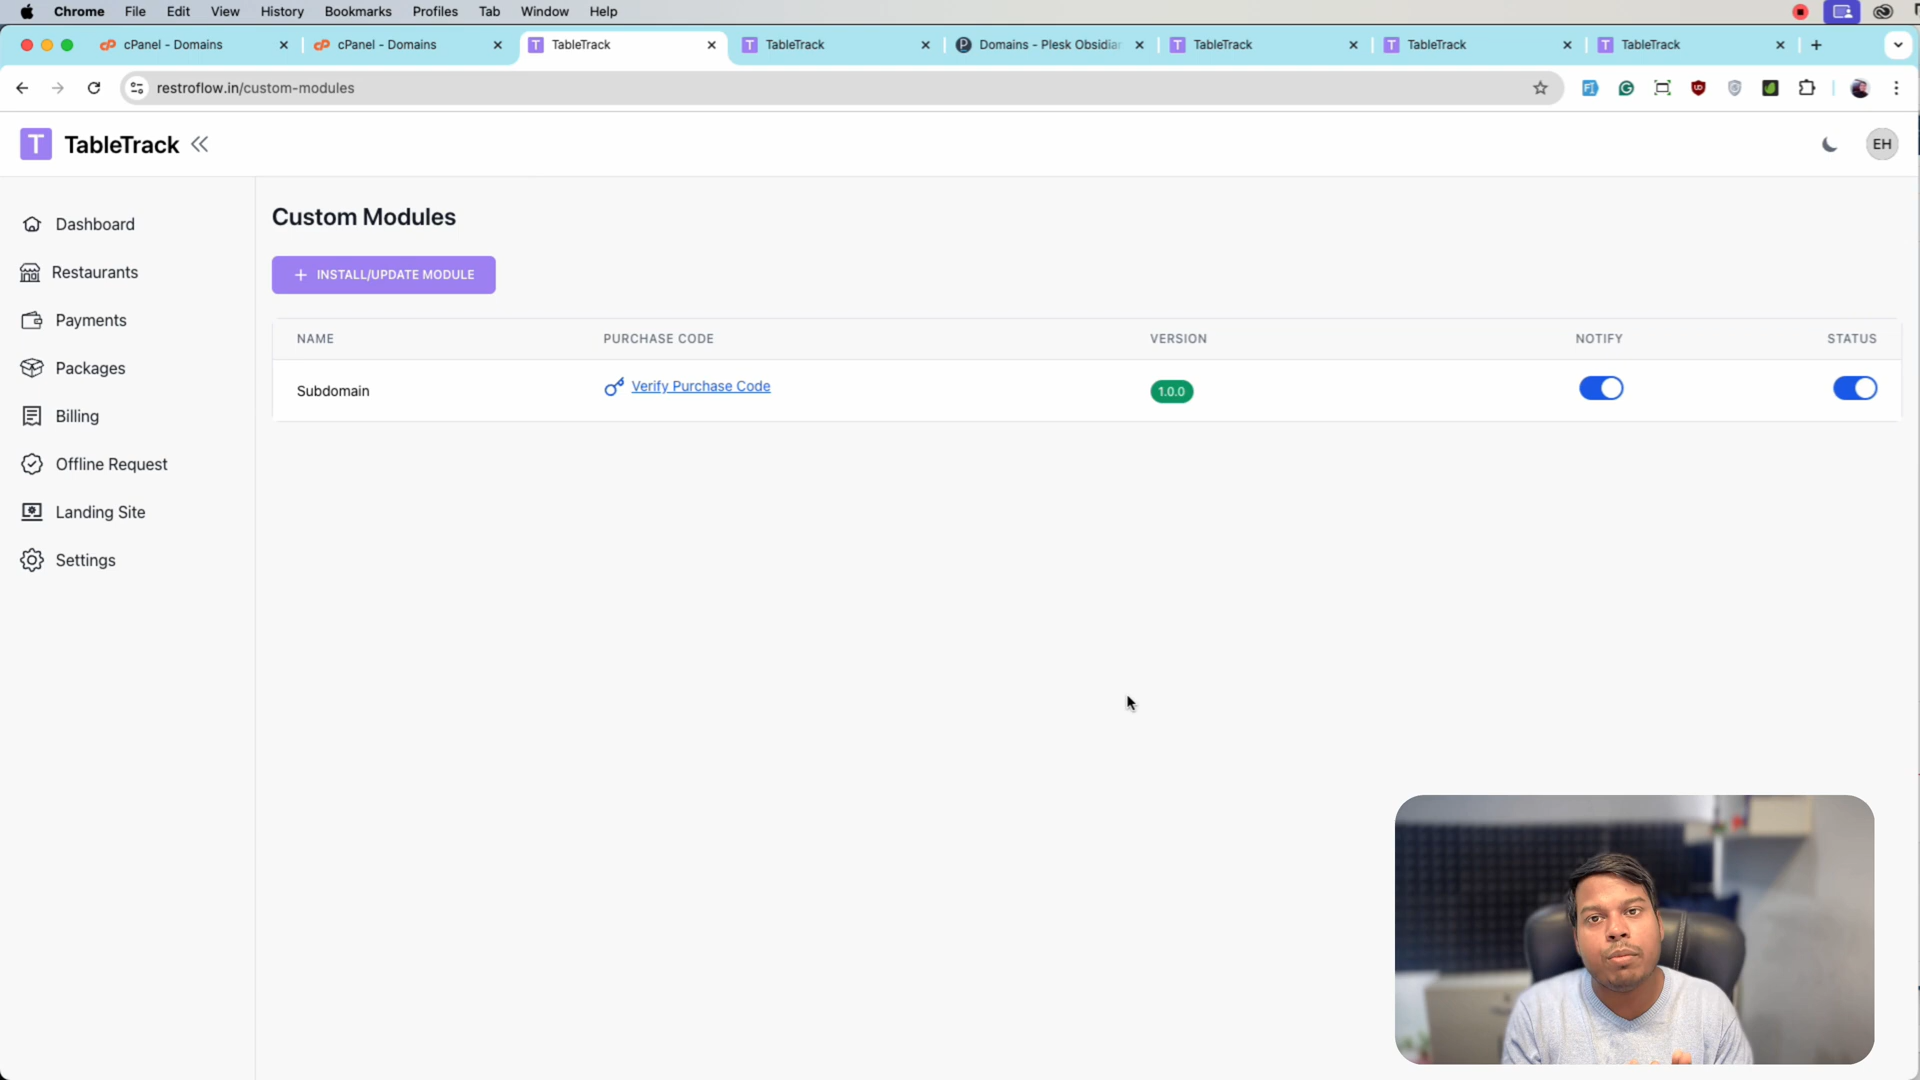 Chrome File Edit View History Bookmarks Profiles Tab Window Help
cPanel - Domains
cPanel - Domains
TableTrack
TableTrack
Domains - Plesk Obsidian
TableTrack
TableTrack
TableTrack
restroflow.in/custom-modules
T TableTrack
EH
Dashboard
Restaurants
Payments
Packages
Billing
Offline Request
Landing Site
Settings
Custom Modules
+ INSTALL/UPDATE MODULE
NAME PURCHASE CODE VERSION NOTIFY STATUS
Subdomain Verify Purchase Code 1.0.0